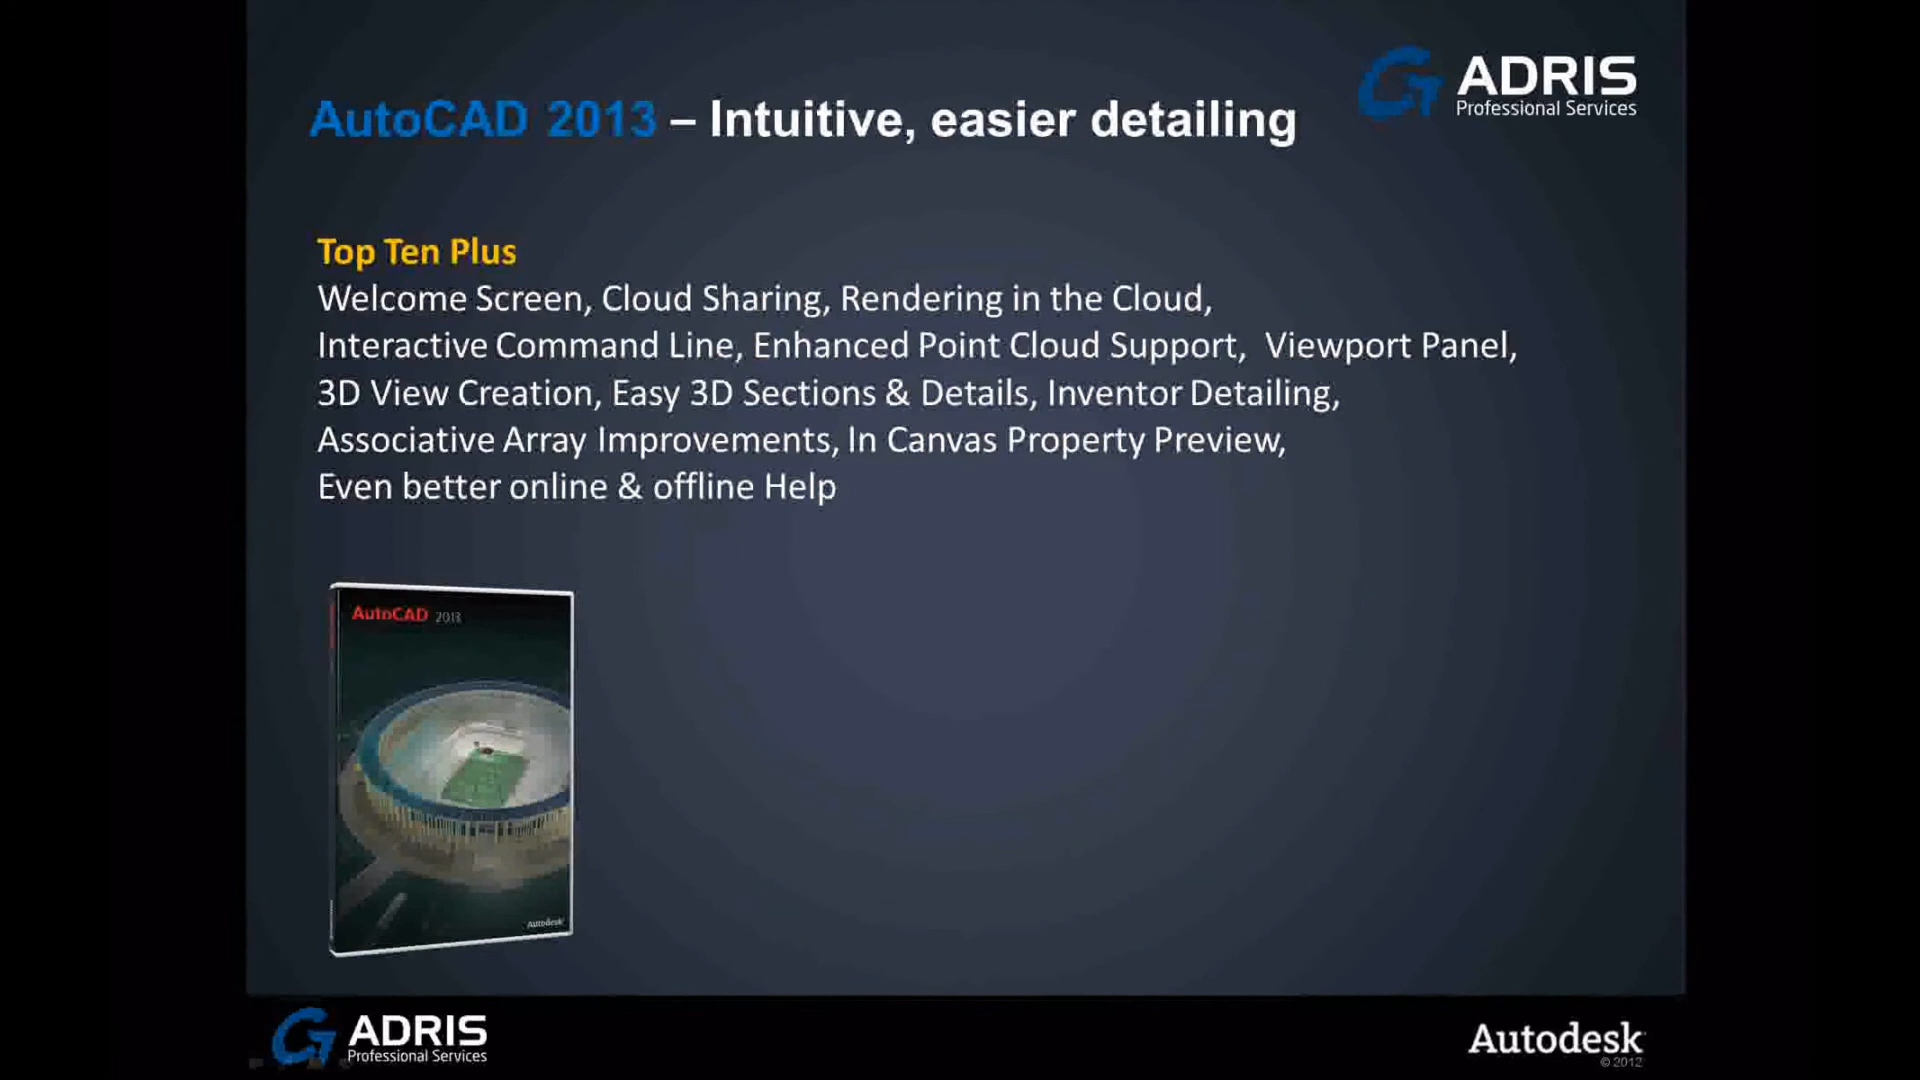 AutoCAD 2013 – Intuitive, easier detailing
GADRIS
Professional Services
Top Ten Plus
Welcome Screen, Cloud Sharing, Rendering in the Cloud,
Interactive Command Line, Enhanced Point Cloud Support, Viewport Panel,
3D View Creation, Easy 3D Sections & Details, Inventor Detailing,
Associative Array Improvements, In Canvas Property Preview,
Even better online & offline Help
AutoCAD 2013
Autodesk
GADRIS
Professional Services
Autodesk
© 2012